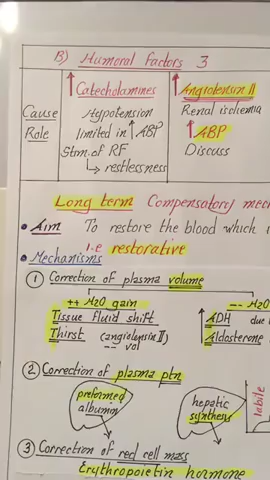 B) Humoral factors 3
↑ Catecholamines
↑ Angiotensin II
Cause
Hypotension
Renal ischemia
Role
limited in ↑ ABP
↑ ABP
Stm. of RF
Discuss
↳ restlessness
Long term Compensatory
• Aim To restore the blood which
i.e restorative
• Mechanisms
① Correction of plasma volume
++ H2O gain
-- H2O
Tissue fluid shift
↑ ADH due
Thirst (angiotensin II)
Aldosterone
-- vol
② Correction of plasma ptn
preformed
albumin
hepatic
synthesis
labile
③ Correction of red cell mass
Erythropoietin hormone